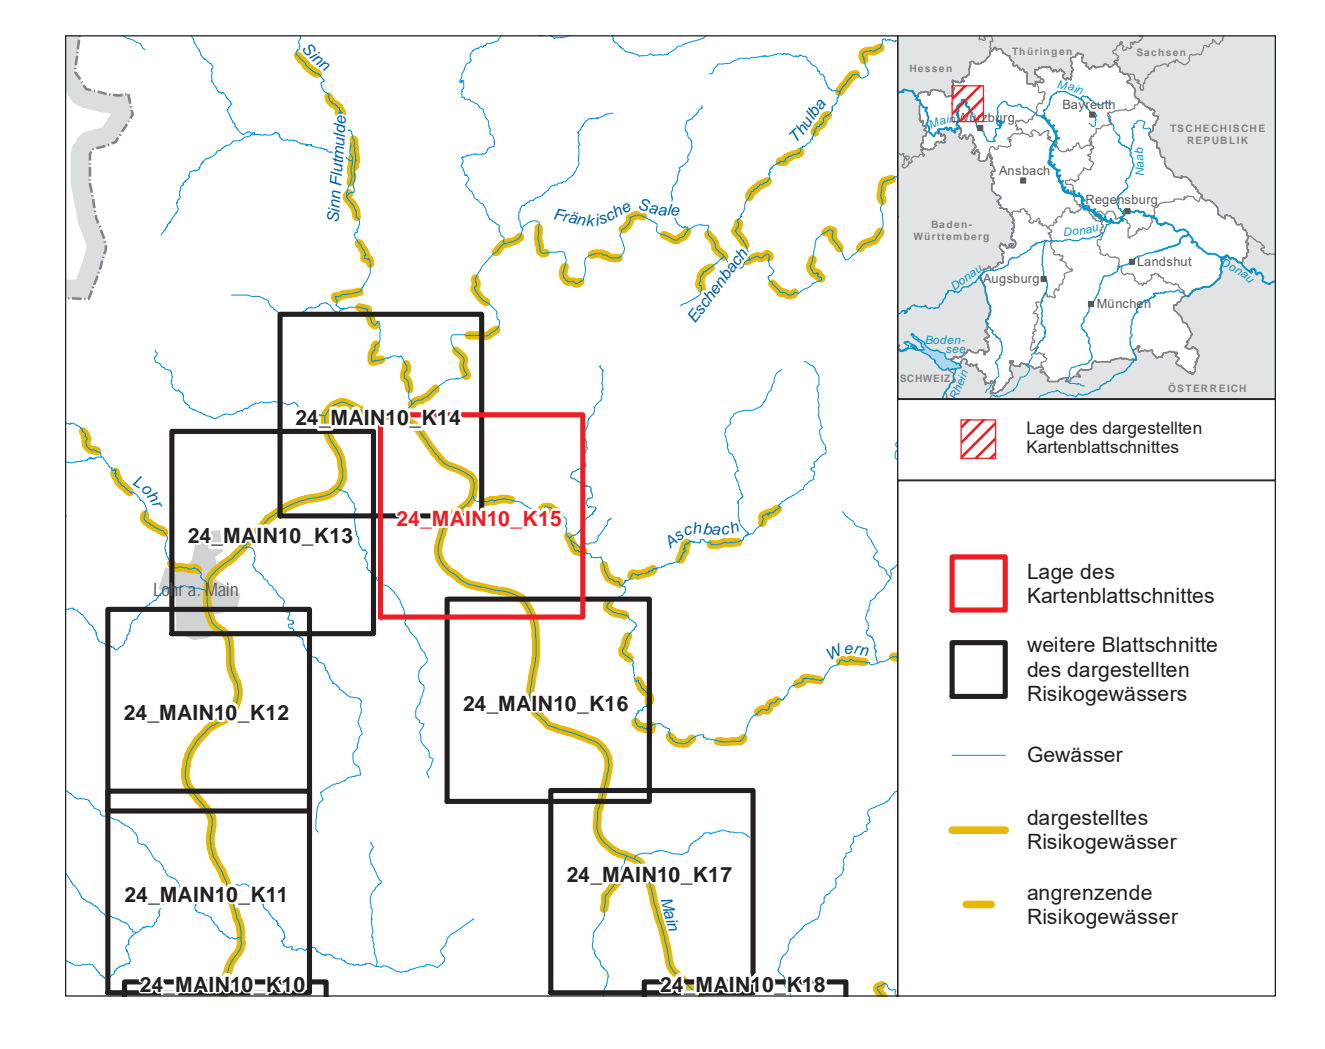 Sinn
Sinn Flutmulde
Thulba
Fränkische Saale
Eschenbach
24_MAIN10_K14
Lohr
24_MAIN10_K15
24_MAIN10_K13
Aschbach
Lohr a. Main
Wern
24_MAIN10_K16
24_MAIN10_K12
24_MAIN10_K17
24_MAIN10_K11
Main
24_MAIN10_K10
24_MAIN10_K18
Thüringen
Sachsen
Hessen
Main
Bayreuth
Main
Würzburg
TSCHECHISCHE
REPUBLIK
Naab
Ansbach
Regensburg
Baden-
Württemberg
Donau
Landshut
Donau
Donau
Augsburg
München
Boden-
see
SCHWEIZ
Rhein
ÖSTERREICH
Lage des dargestellten
Kartenblattschnittes
Lage des
Kartenblattschnittes
weitere Blattschnitte
des dargestellten
Risikogewässers
Gewässer
dargestelltes
Risikogewässer
angrenzende
Risikogewässer